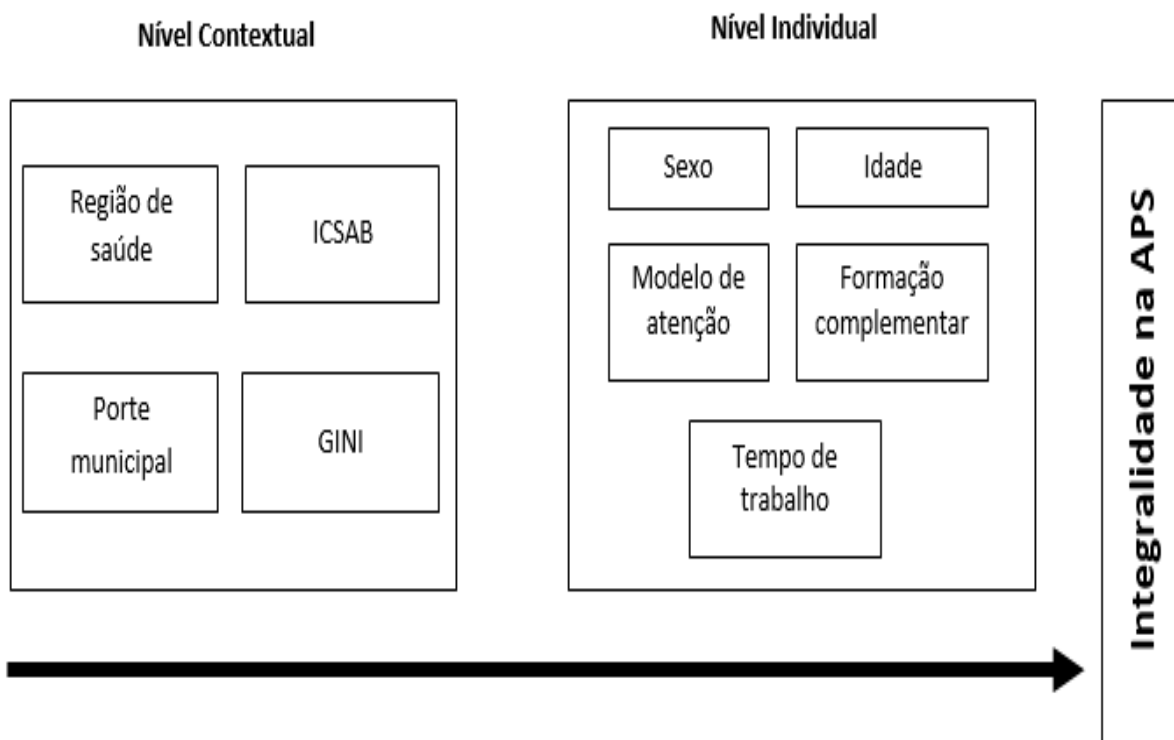 Nível Contextual
Região de
saúde
ICSAB
Porte
municipal
GINI
Nível Individual
Sexo
Idade
Modelo de
atenção
Formação
complementar
Tempo de
trabalho
Integralidade na APS